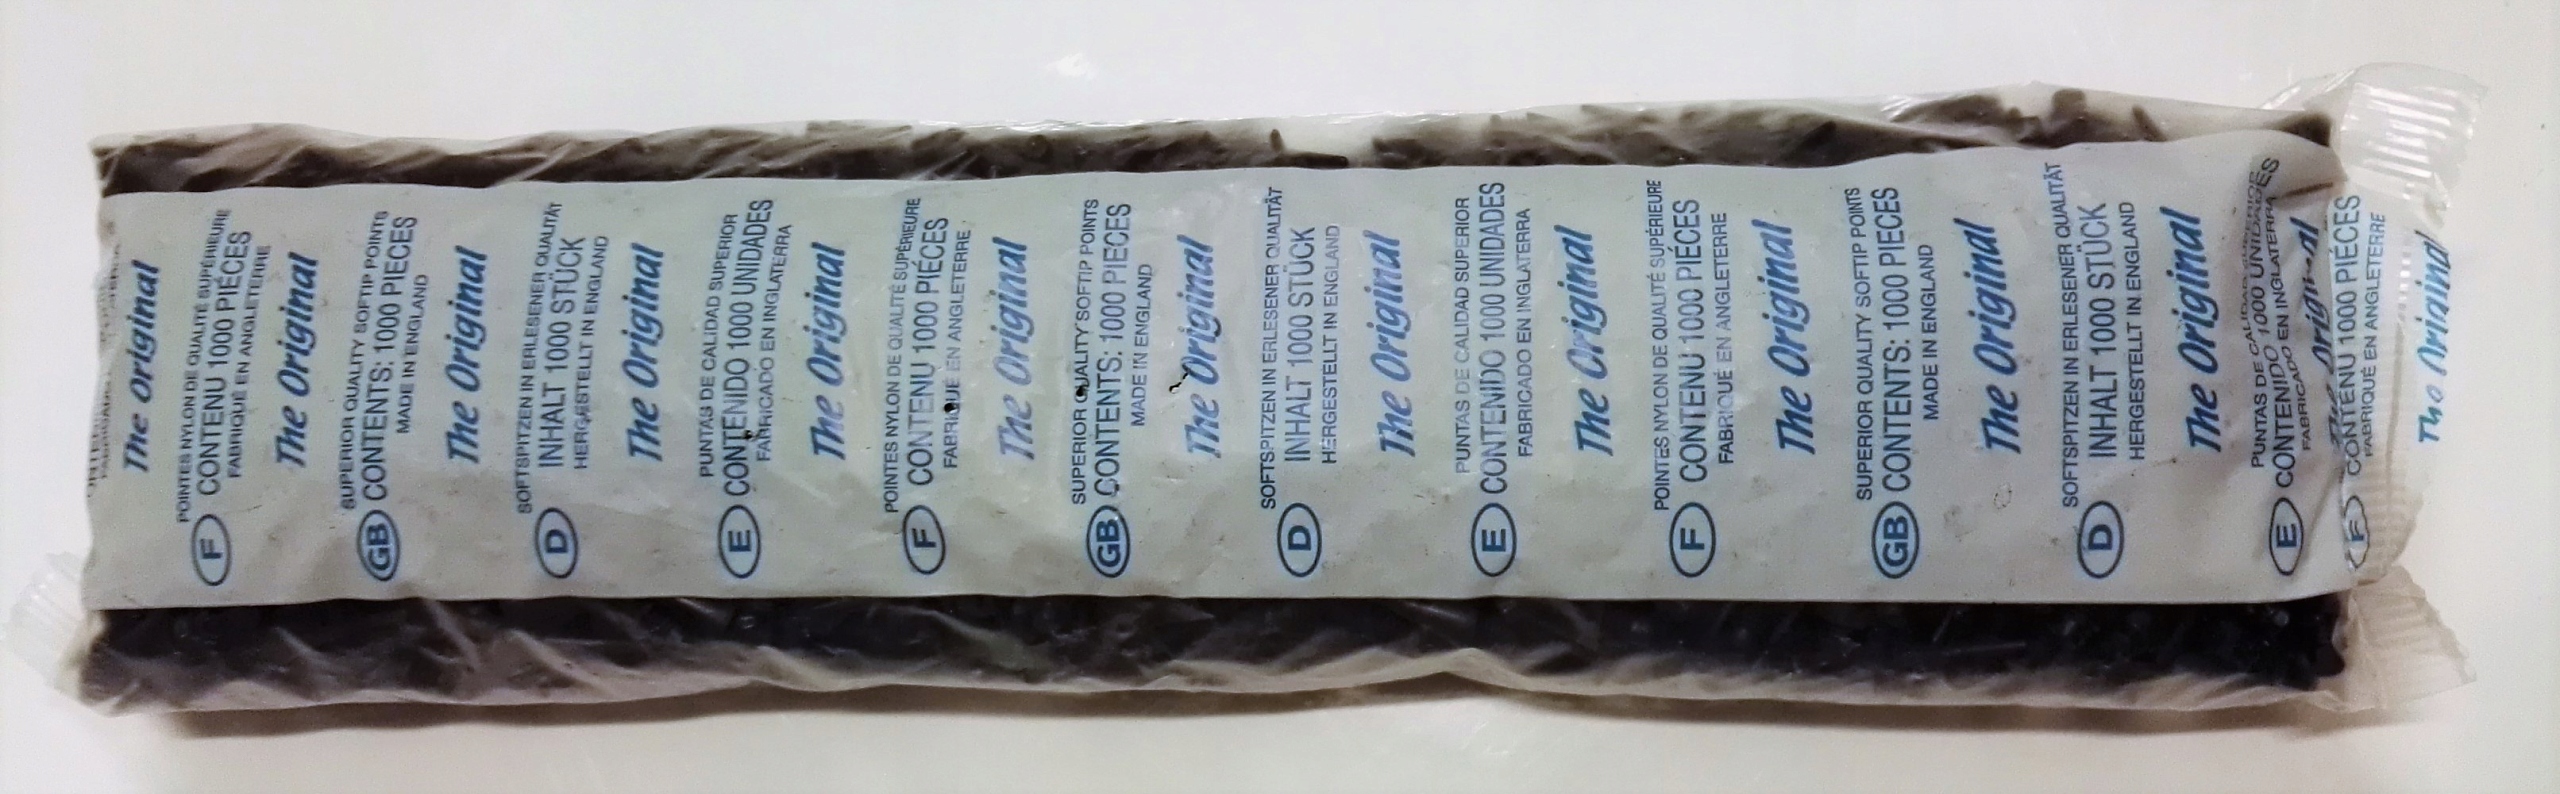 The Original
POINTES NYLON DE QUALITÉ SUPÉRIEURE
F CONTENU 1000 PIÉCES
FABRIQUÉ EN ANGLETERRE
The Original
SUPERIOR QUALITY SOFTIP POINTS
GB CONTENTS: 1000 PIECES
MADE IN ENGLAND
The Original
SOFTSPITZEN IN ERLESENER QUALITÄT
D INHALT 1000 STÜCK
HERGESTELLT IN ENGLAND
The Original
PUNTAS DE CALIDAD SUPERIOR
E CONTENIDO 1000 UNIDADES
FABRICADO EN INGLATERRA
The Original
POINTES NYLON DE QUALITÉ SUPÉRIEURE
F CONTENU 1000 PIÉCES
FABRIQUÉ EN ANGLETERRE
The Original
SUPERIOR QUALITY SOFTIP POINTS
GB CONTENTS: 1000 PIECES
MADE IN ENGLAND
The Original
SOFTSPITZEN IN ERLESENER QUALITÄT
D INHALT 1000 STÜCK
HERGESTELLT IN ENGLAND
The Original
PUNTAS DE CALIDAD SUPERIOR
E CONTENIDO 1000 UNIDADES
FABRICADO EN INGLATERRA
The Original
POINTES NYLON DE QUALITÉ SUPÉRIEURE
F CONTENU 1000 PIÉCES
FABRIQUÉ EN ANGLETERRE
The Original
SUPERIOR QUALITY SOFTIP POINTS
GB CONTENTS: 1000 PIECES
MADE IN ENGLAND
The Original
SOFTSPITZEN IN ERLESENER QUALITÄT
D INHALT 1000 STÜCK
HERGESTELLT IN ENGLAND
The Original
PUNTAS DE CALIDAD SUPERIOR
E CONTENIDO 1000 UNIDADES
FABRICADO EN INGLATERRA
The Original
F CONTENU 1000 PIÉCES
FABRIQUÉ EN ANGLETERRE
The Original